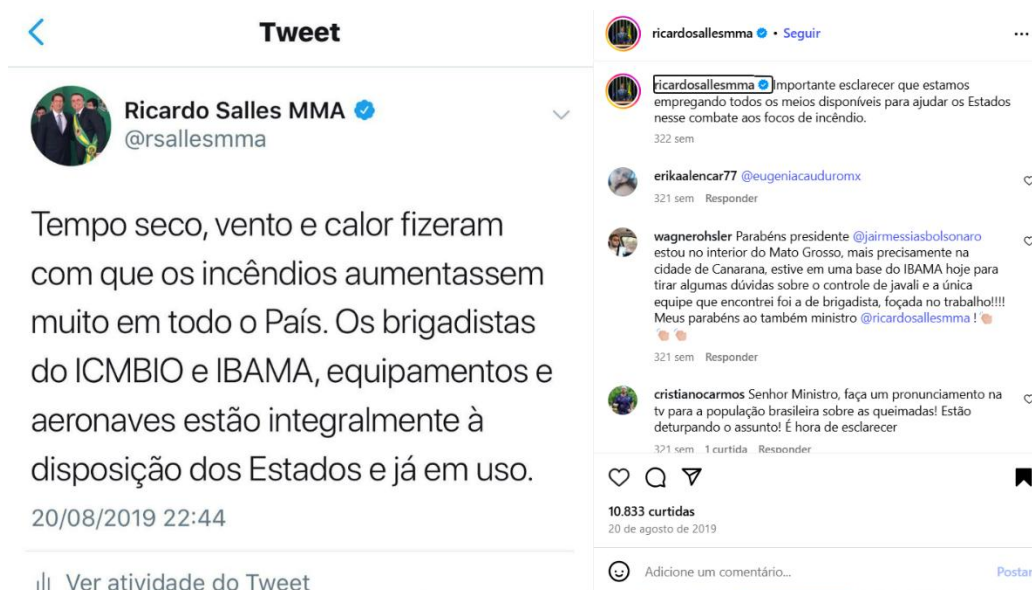 Tweet
Ricardo Salles MMA
@rsallesmma
Tempo seco, vento e calor fizeram
com que os incêndios aumentassem
muito em todo o País. Os brigadistas
do ICMBIO e IBAMA, equipamentos e
aeronaves estão integralmente à
disposição dos Estados e já em uso.
20/08/2019 22:44
Ver atividade do Tweet
ricardosallesmma • Seguir
ricardosallesmma Importante esclarecer que estamos
empregando todos os meios disponíveis para ajudar os Estados
nesse combate aos focos de incêndio.
322 sem
erikaalencar77 @eugeniacauduromx
321 sem Responder
wagnerohsler Parabéns presidente @jairmessiasbolsonaro
estou no interior do Mato Grosso, mais precisamente na
cidade de Canarana, estive em uma base do IBAMA hoje para
tirar algumas dúvidas sobre o controle de javali e a única
equipe que encontrei foi a de brigadista, foçada no trabalho!!!!
Meus parabéns ao também ministro @ricardosallesmma ! 👏🏼
👏🏼 👏🏼
321 sem Responder
cristianocarmos Senhor Ministro, faça um pronunciamento na
tv para a população brasileira sobre as queimadas! Estão
deturpando o assunto! É hora de esclarecer
321 sem 1 curtida Responder
10.833 curtidas
20 de agosto de 2019
Adicione um comentário...
Postar